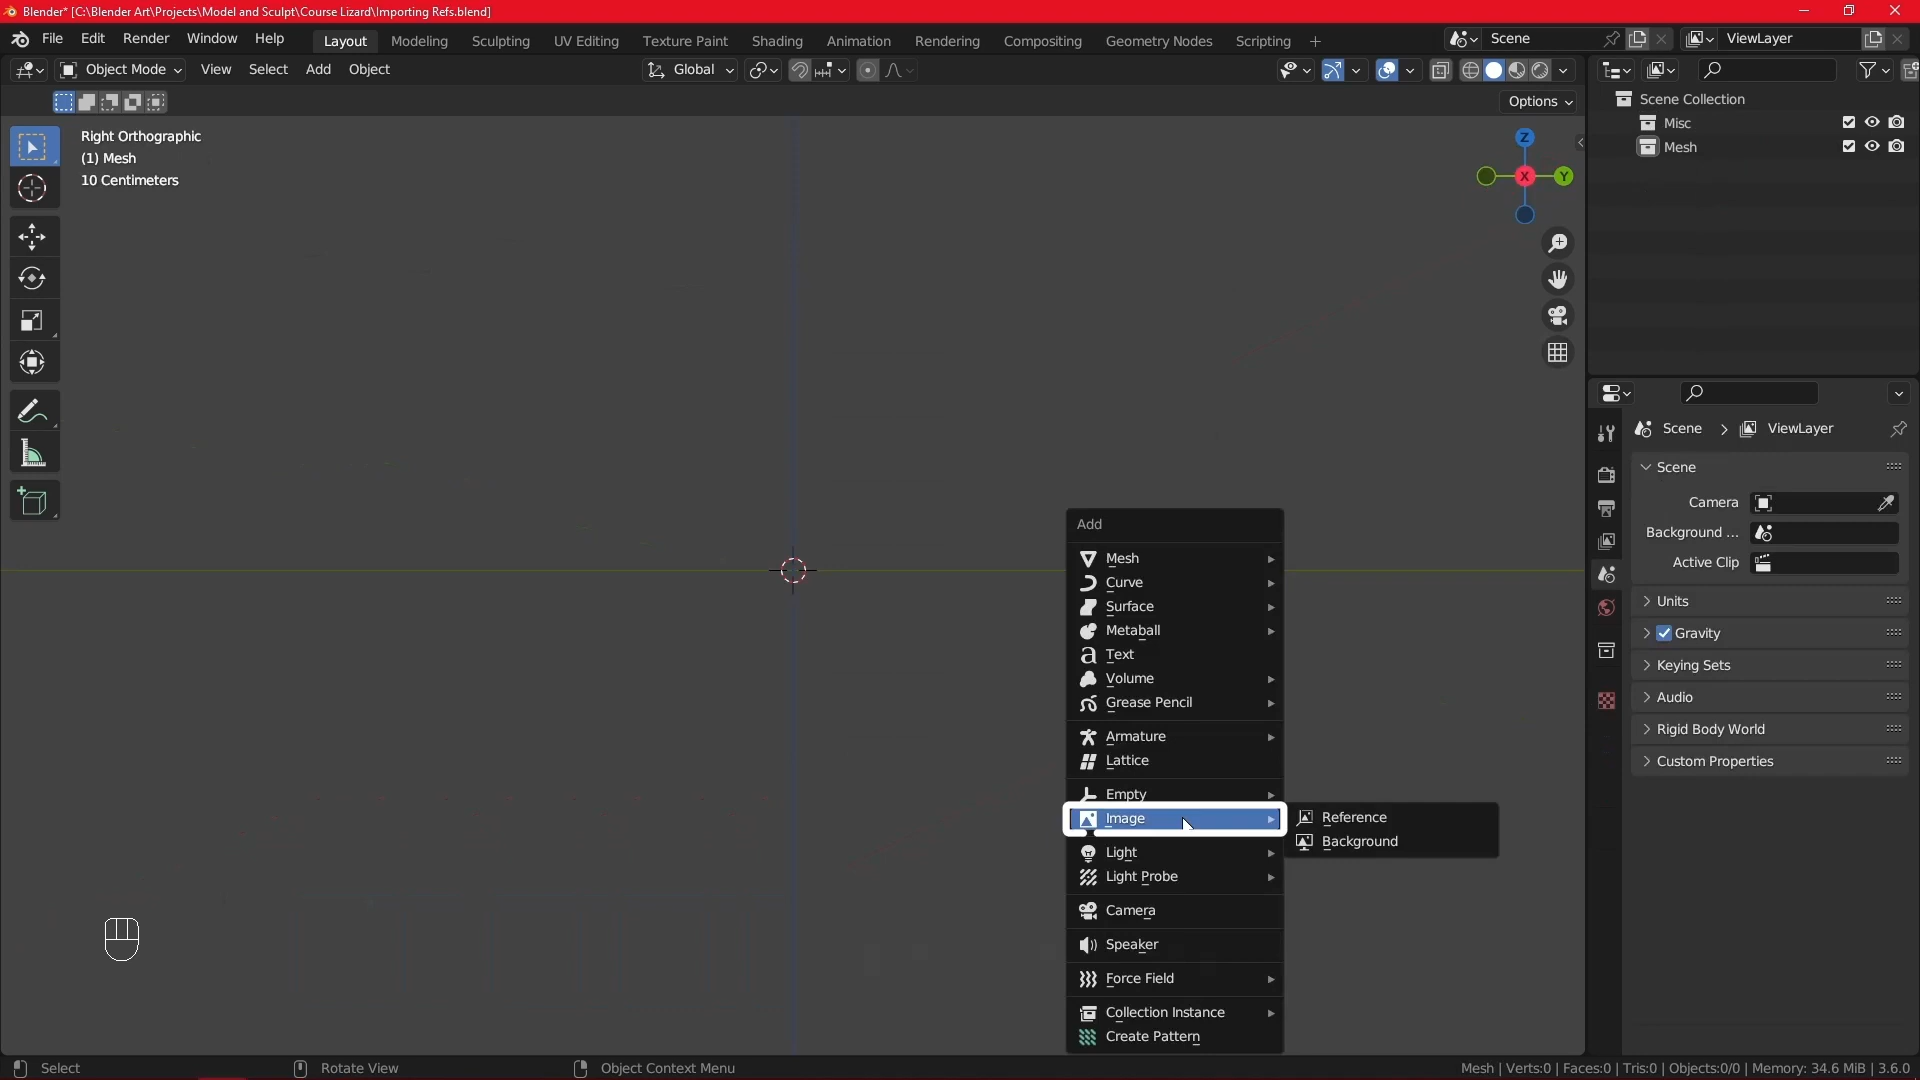 Blender* [C:\Blender Art\Projects\Model and Sculpt\Course Lizard\Importing Refs.blend]
File Edit Render Window Help
Layout Modeling Sculpting UV Editing Texture Paint Shading Animation Rendering Compositing Geometry Nodes Scripting +
Scene
ViewLayer
Object Mode View Select Add Object
Global
Options
Right Orthographic
(1) Mesh
10 Centimeters
Z
X
Y
Scene Collection
Misc
Mesh
Scene > ViewLayer
Scene
Camera
Background ...
Active Clip
Units
Gravity
Keying Sets
Audio
Rigid Body World
Custom Properties
Add
Mesh
Curve
Surface
Metaball
Text
Volume
Grease Pencil
Armature
Lattice
Empty
Image
Reference
Background
Light
Light Probe
Camera
Speaker
Force Field
Collection Instance
Create Pattern
Select
Rotate View
Object Context Menu
Mesh | Verts:0 | Faces:0 | Tris:0 | Objects:0/0 | Memory: 34.6 MiB | 3.6.0